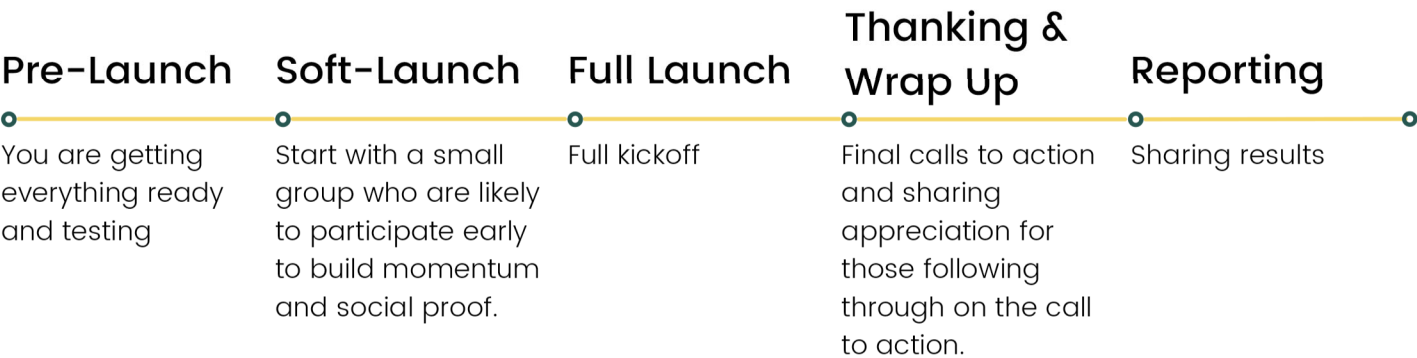 Pre-Launch
You are getting
everything ready
and testing
Soft-Launch
Start with a small
group who are likely
to participate early
to build momentum
and social proof.
Full Launch
Full kickoff
Thanking &
Wrap Up
Final calls to action
and sharing
appreciation for
those following
through on the call
to action.
Reporting
Sharing results